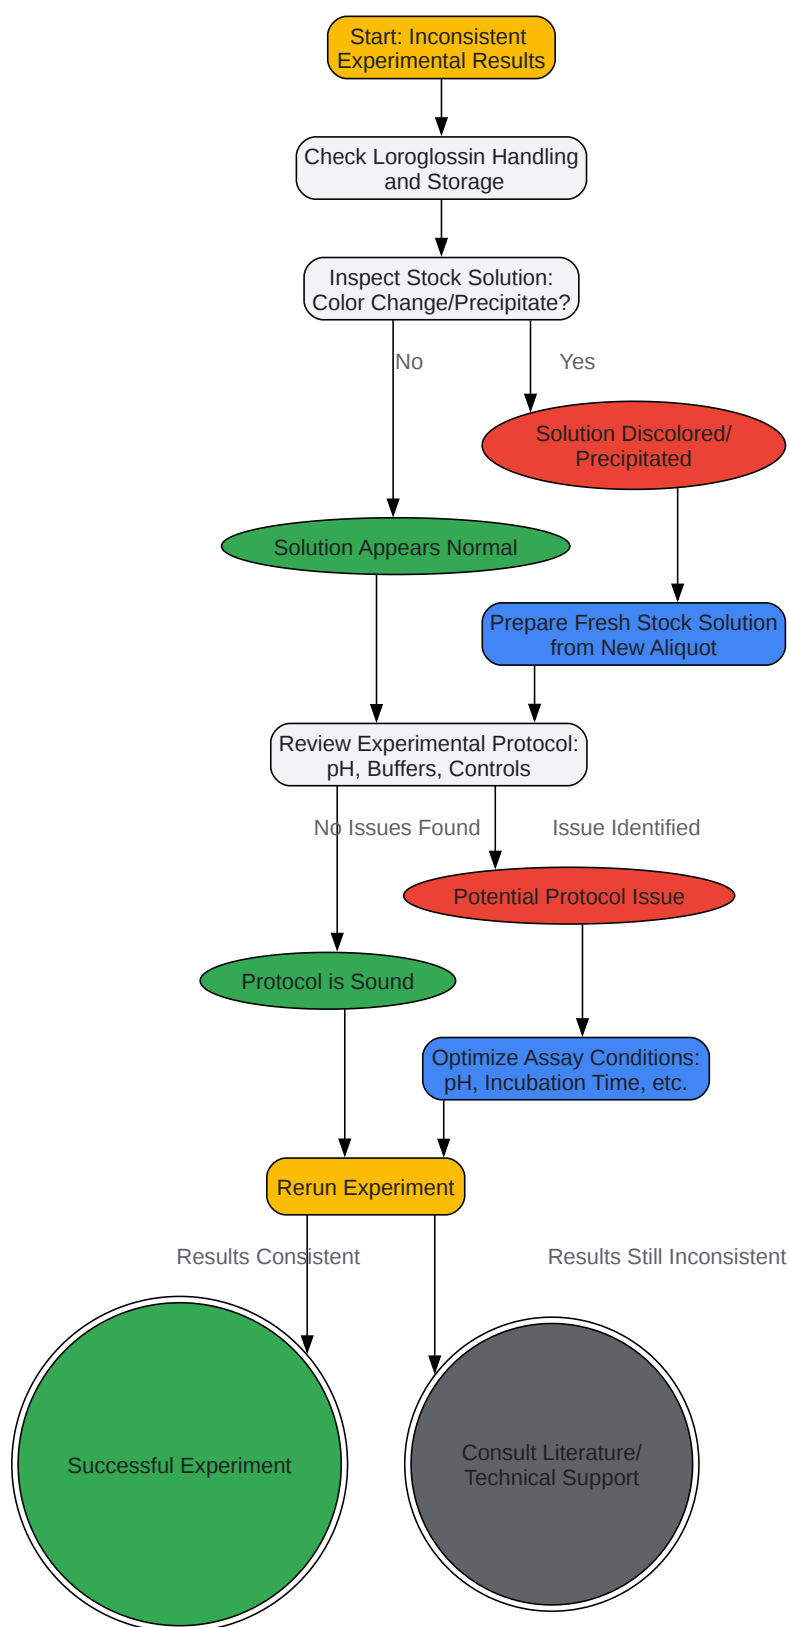 Start: Inconsistent
Experimental Results
Check Loroglossin Handling
and Storage
Inspect Stock Solution:
Color Change/Precipitate?
No
Yes
Solution Discolored/
Precipitated
Solution Appears Normal
Prepare Fresh Stock Solution
from New Aliquot
Review Experimental Protocol:
pH, Buffers, Controls
No Issues Found
Issue Identified
Potential Protocol Issue
Protocol is Sound
Optimize Assay Conditions:
pH, Incubation Time, etc.
Rerun Experiment
Results Consistent
Results Still Inconsistent
Successful Experiment
Consult Literature/
Technical Support